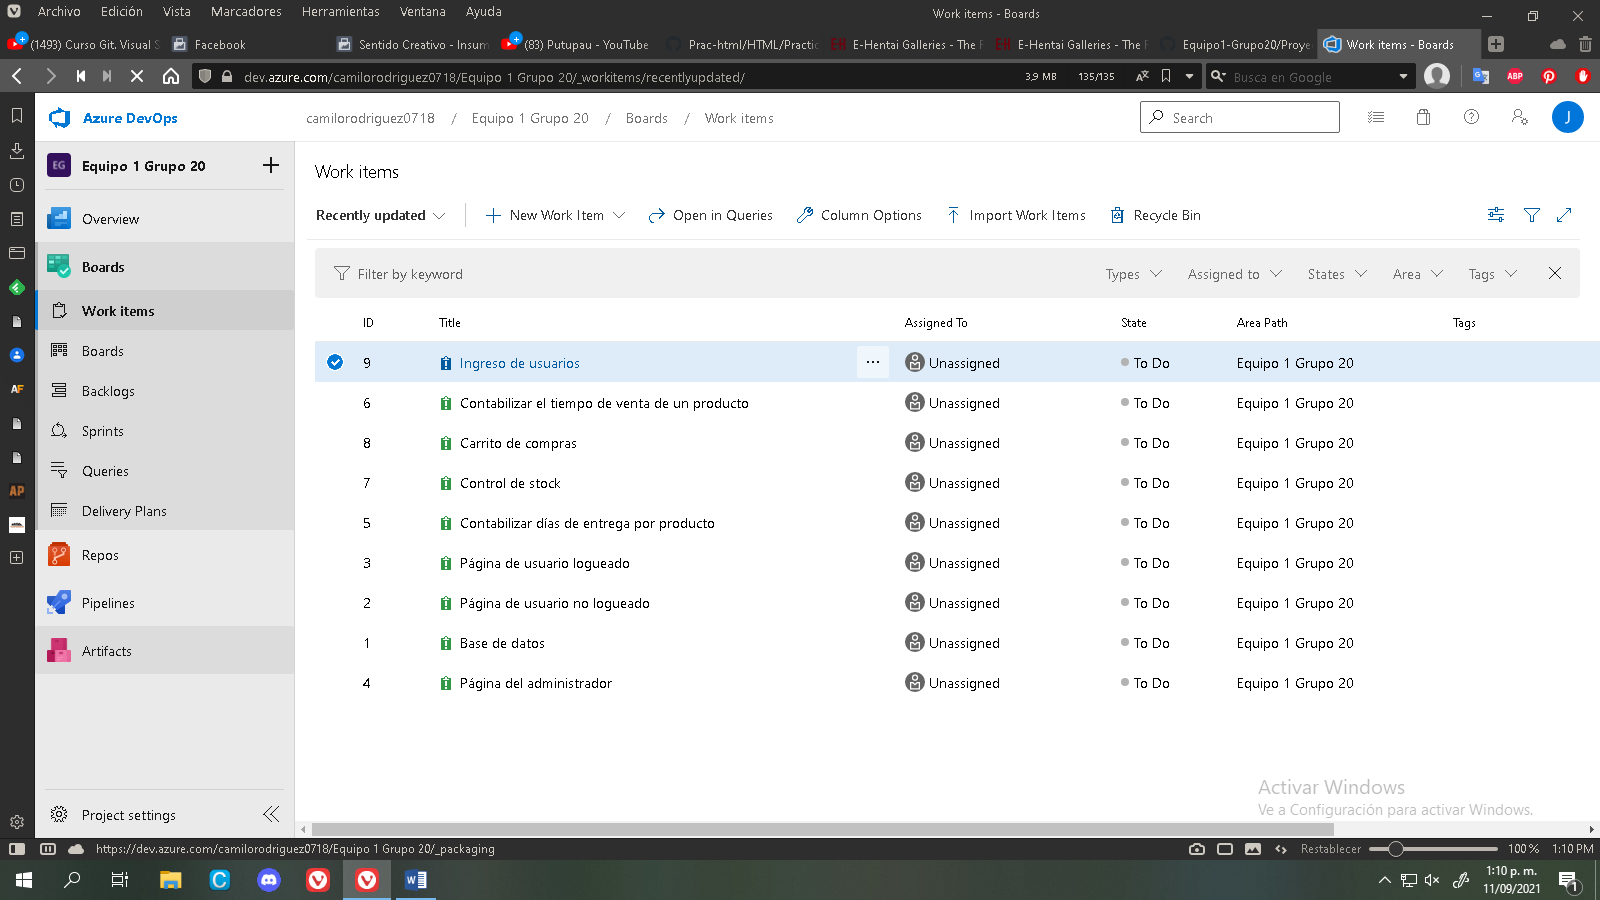 Archivo Edición Vista Marcadores Herramientas Ventana Ayuda
Work items - Boards
(1493) Curso Git. Visual S
Facebook
Sentido Creativo - Insum
(83) Putupau - YouTube
Prac-html/HTML/Practic
E-Hentai Galleries - The F
E-Hentai Galleries - The F
Equipo1-Grupo20/Proye
Work items - Boards
dev.azure.com/camilorodriguez0718/Equipo 1 Grupo 20/_workitems/recentlyupdated/
3,9 MB 135/135
Busca en Google
ABP
Azure DevOps
camilorodriguez0718 / Equipo 1 Grupo 20 / Boards / Work items
Search
J
EG Equipo 1 Grupo 20
Overview
Boards
Work items
Boards
Backlogs
Sprints
Queries
Delivery Plans
Repos
Pipelines
Artifacts
Project settings
AF
AP
Work items
Recently updated New Work Item Open in Queries Column Options Import Work Items Recycle Bin
Filter by keyword Types Assigned to States Area Tags
ID Title Assigned To State Area Path Tags
9 Ingreso de usuarios ... Unassigned To Do Equipo 1 Grupo 20
6 Contabilizar el tiempo de venta de un producto Unassigned To Do Equipo 1 Grupo 20
8 Carrito de compras Unassigned To Do Equipo 1 Grupo 20
7 Control de stock Unassigned To Do Equipo 1 Grupo 20
5 Contabilizar días de entrega por producto Unassigned To Do Equipo 1 Grupo 20
3 Página de usuario logueado Unassigned To Do Equipo 1 Grupo 20
2 Página de usuario no logueado Unassigned To Do Equipo 1 Grupo 20
1 Base de datos Unassigned To Do Equipo 1 Grupo 20
4 Página del administrador Unassigned To Do Equipo 1 Grupo 20
Activar Windows
Ve a Configuración para activar Windows.
https://dev.azure.com/camilorodriguez0718/Equipo 1 Grupo 20/_packaging
Restablecer 100 % 1:10 PM
1:10 p. m.
11/09/2021
1